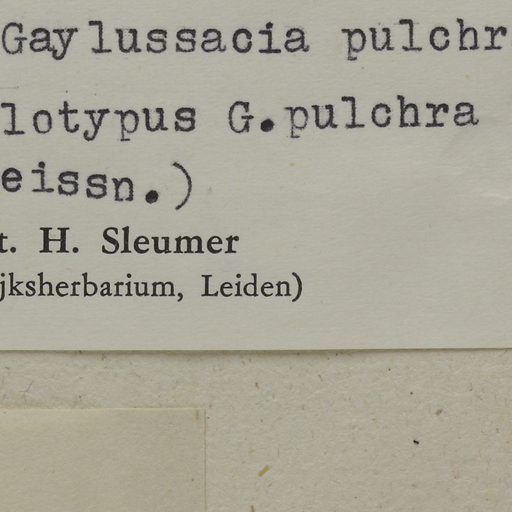 Gaylussacia pulchr
lotypus G.pulchra
eissn.)
t. H. Sleumer
jksherbarium, Leiden)